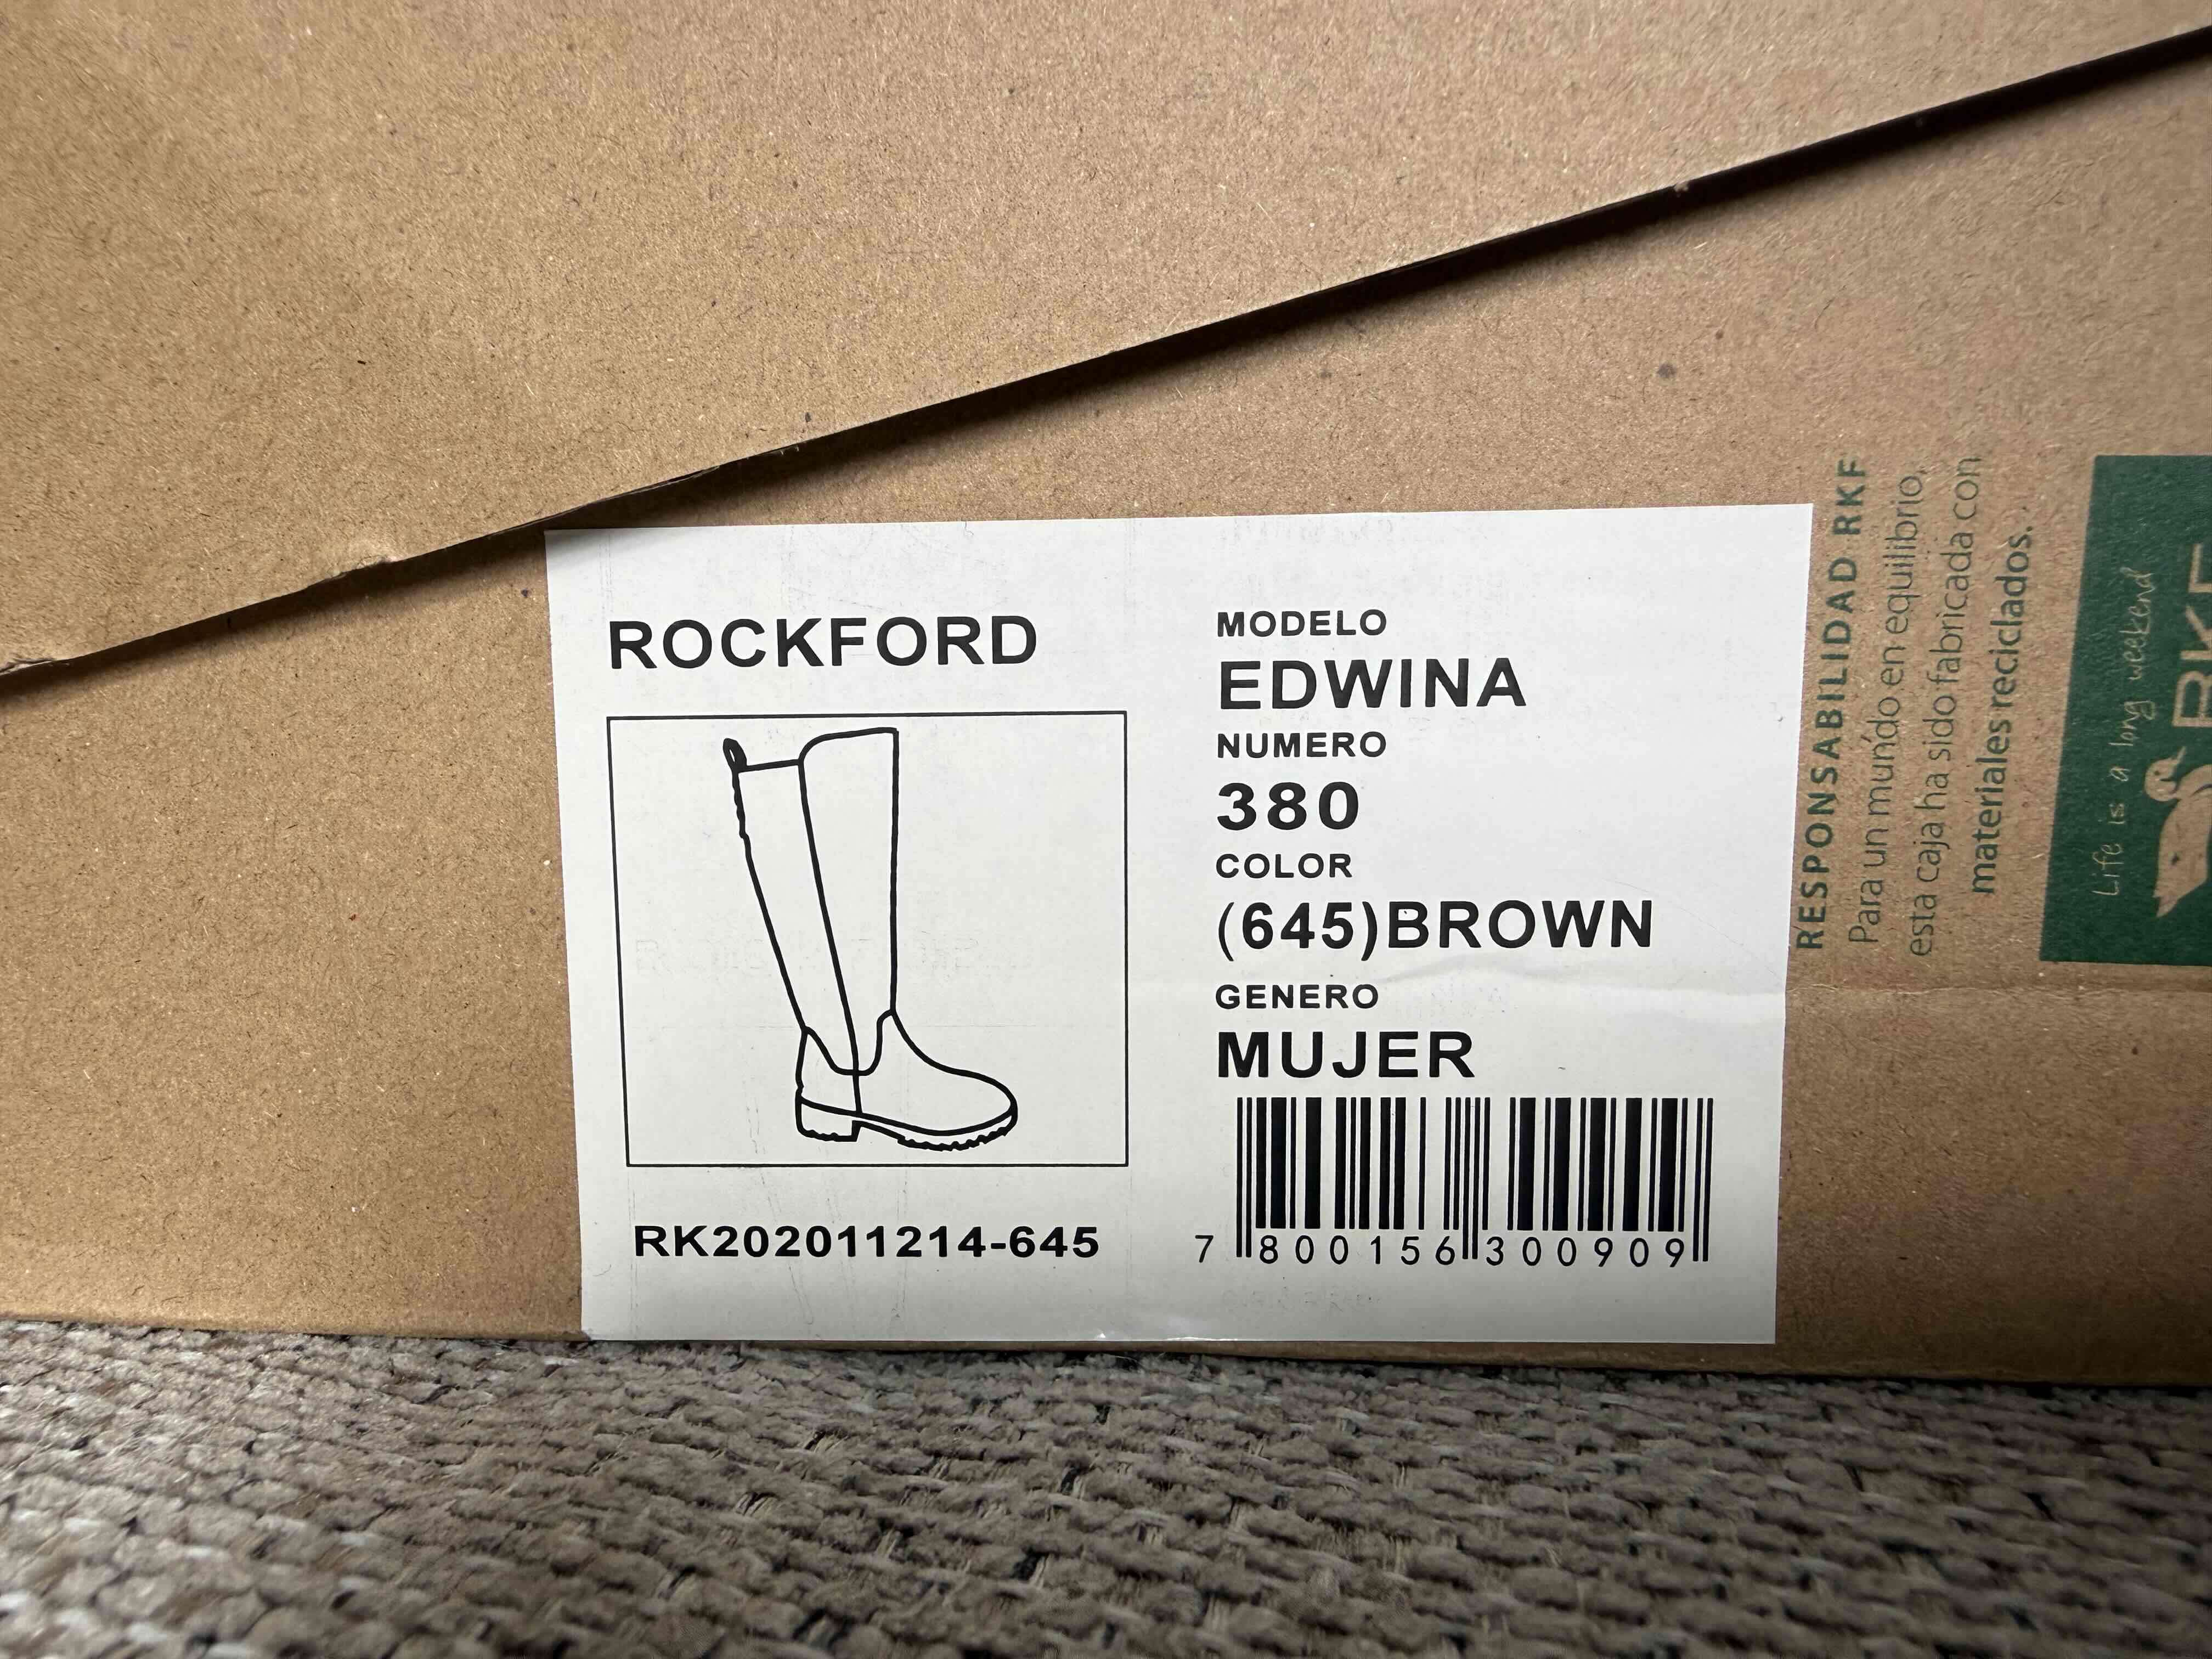 ROCKFORD
RK202011214-645
MODELO
EDWINA
NUMERO
380
COLOR
(645)BROWN
GENERO
MUJER
7 800156 300909
RESPONSABILIDAD RKF
Para un mundo en equilibrio,
esta caja ha sido fabricada con
materiales reciclados.
Life is a long weekend
RKF